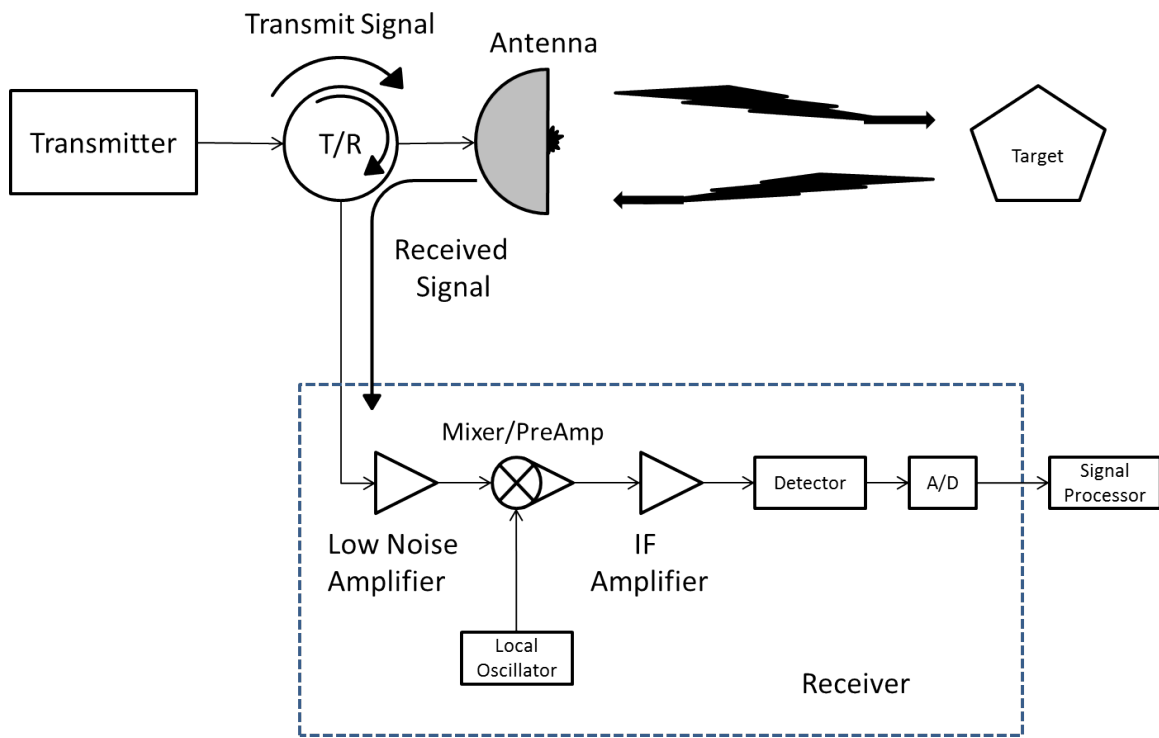 Transmit Signal
Antenna
Transmitter
T/R
Target
Received
Signal
Mixer/PreAmp
Detector
A/D
Signal
Processor
Low Noise
Amplifier
IF
Amplifier
Local
Oscillator
Receiver